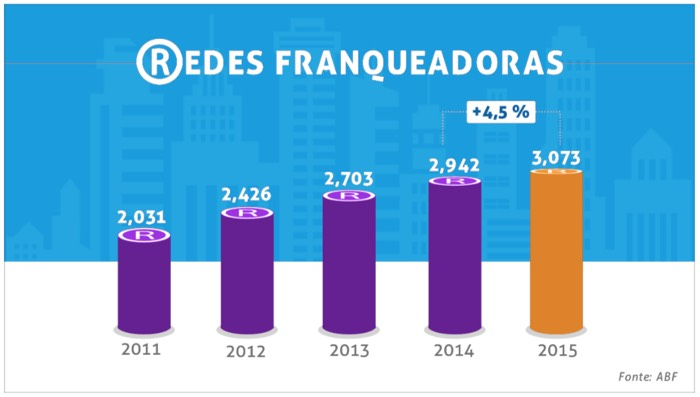 ®EDES FRANQUEADORAS
+4,5 %
2,031
2,426
2,703
2,942
3,073
R
R
R
R
R
2011
2012
2013
2014
2015
Fonte: ABF